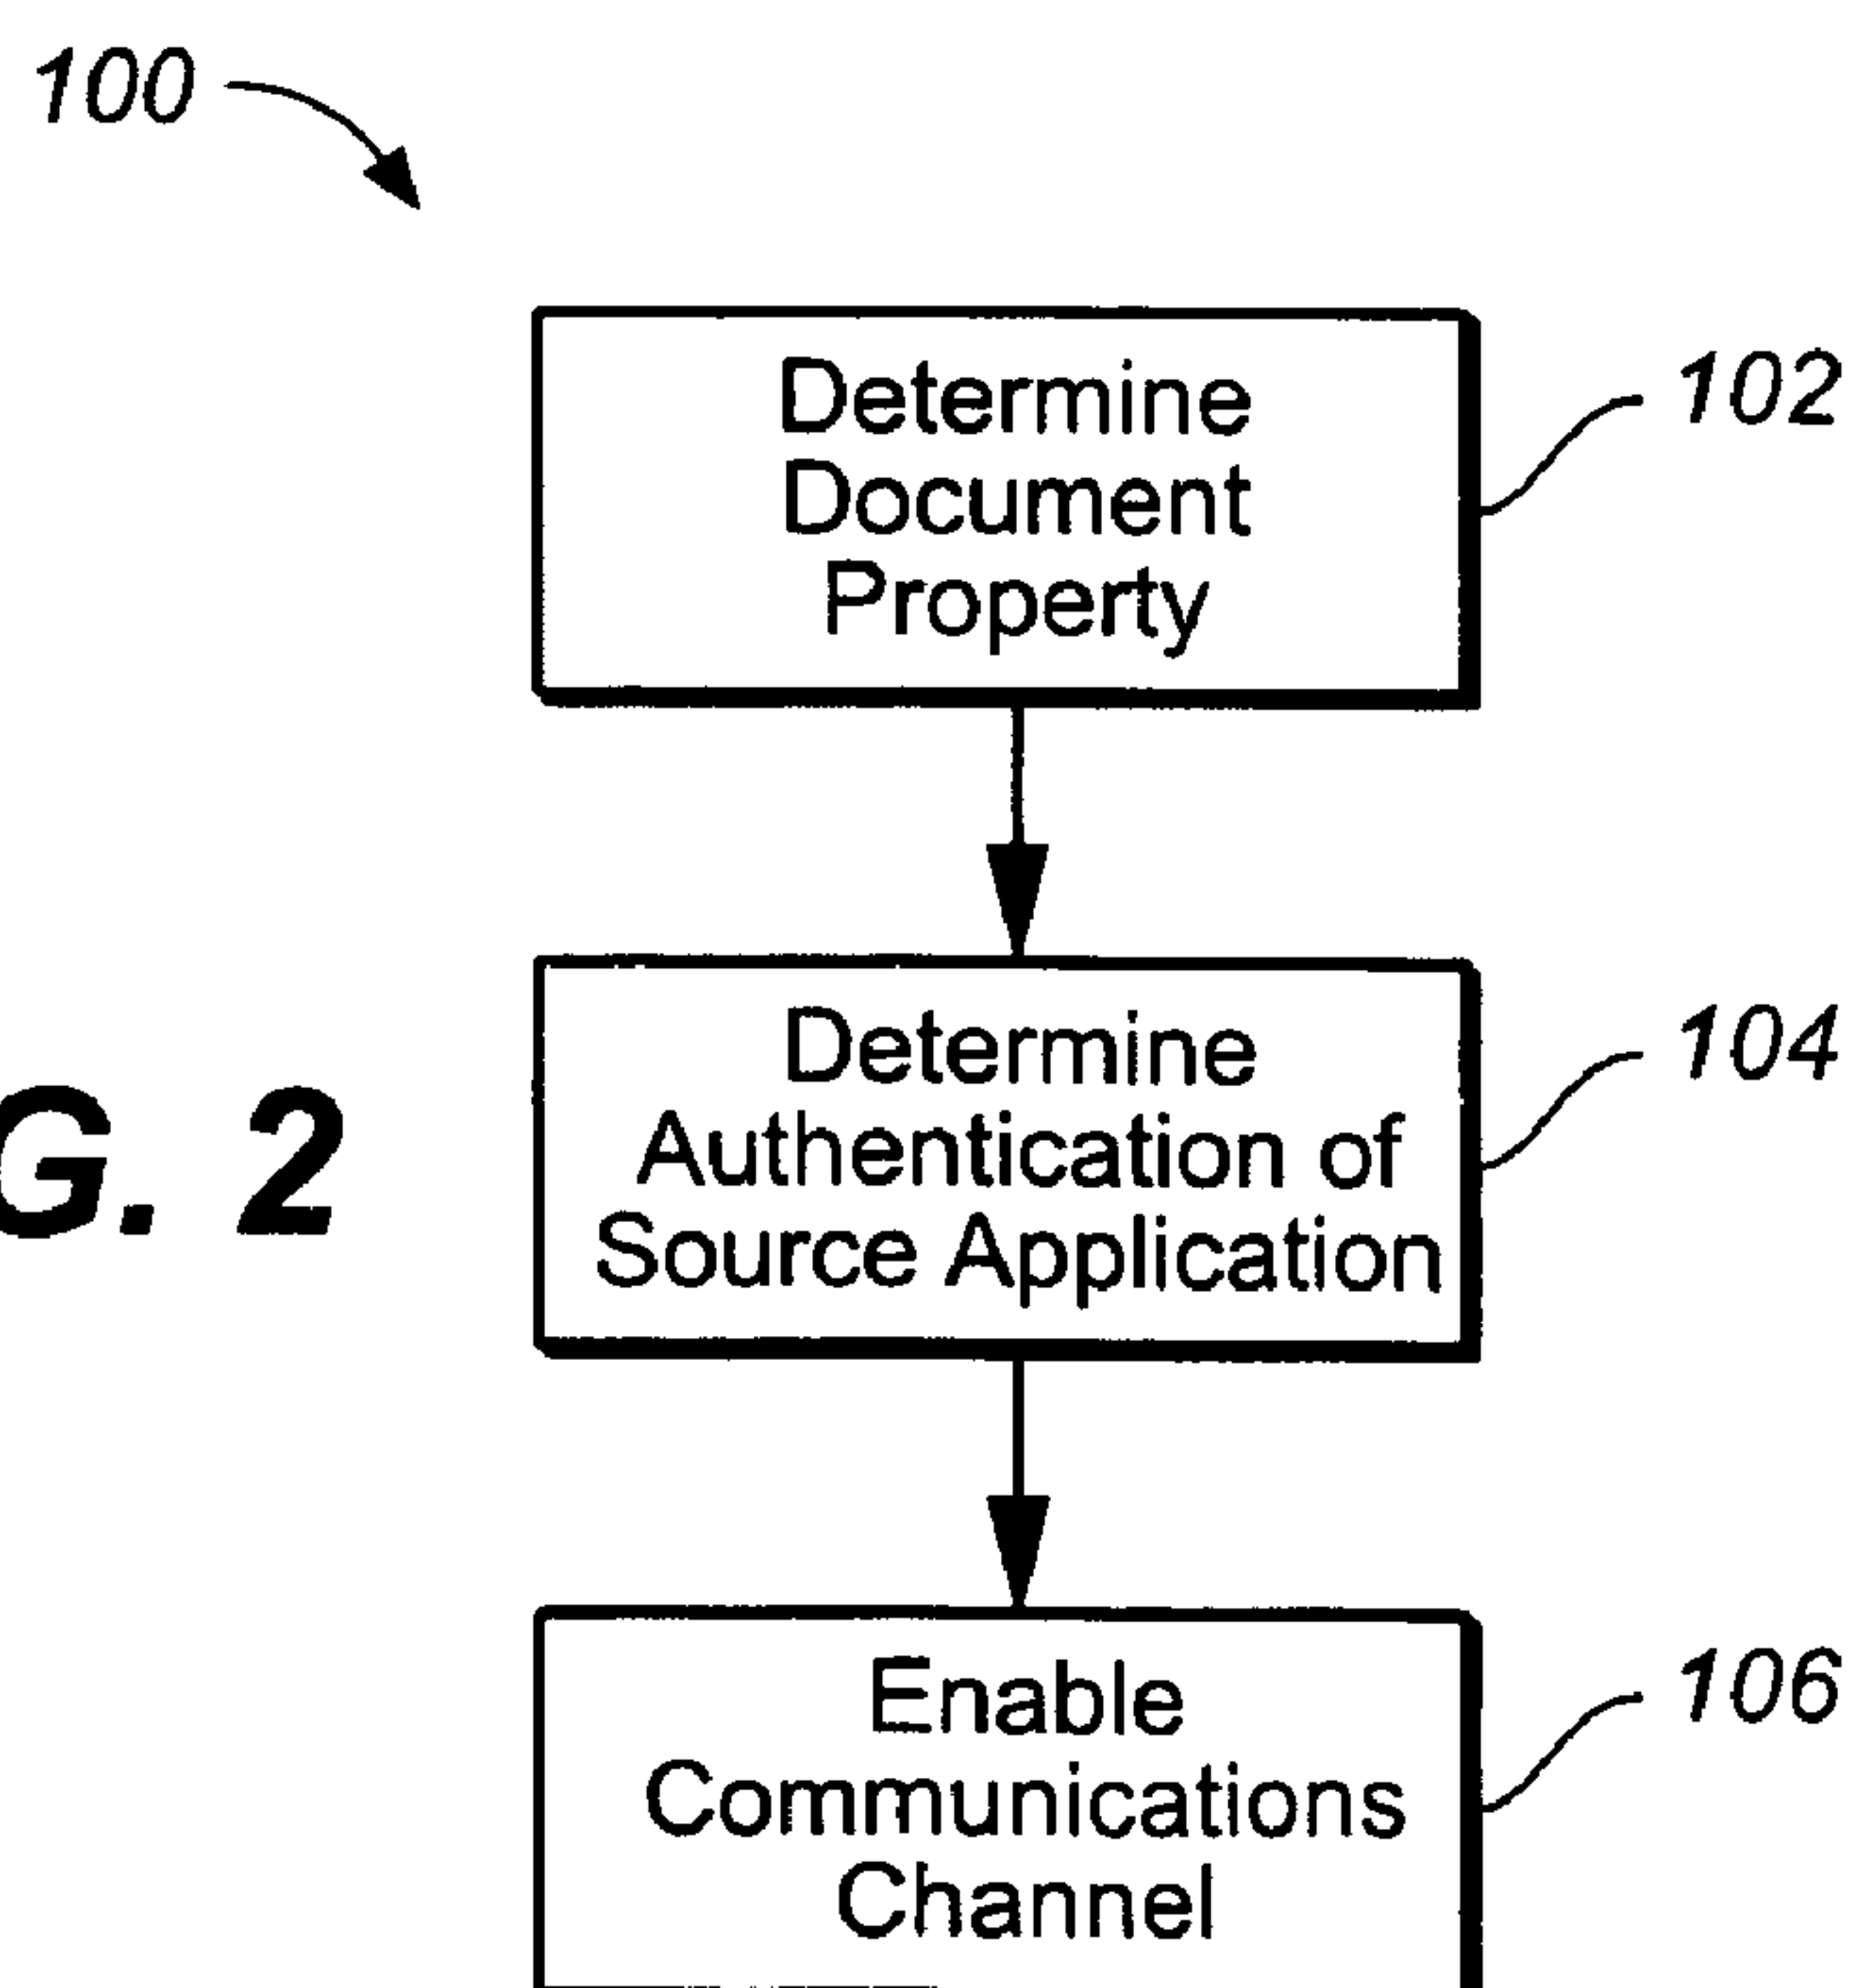 100
Determine
Document
Property
102
Determine
Authentication of
Source Application
104
G. 2
Enable
Communications
Channel
106